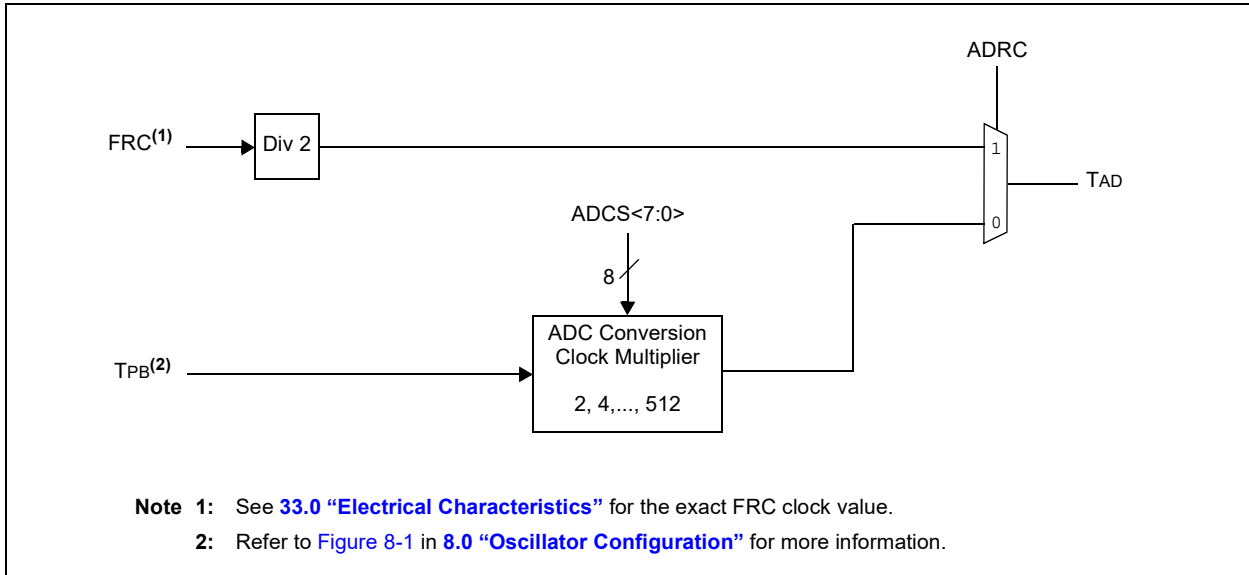 ADRC
FRC(1)
Div 2
1
TAD
ADCS<7:0>
0
8
ADC Conversion
Clock Multiplier
TPB(2)
2, 4,..., 512
Note 1: See 33.0 “Electrical Characteristics” for the exact FRC clock value.
2: Refer to Figure 8-1 in 8.0 “Oscillator Configuration” for more information.